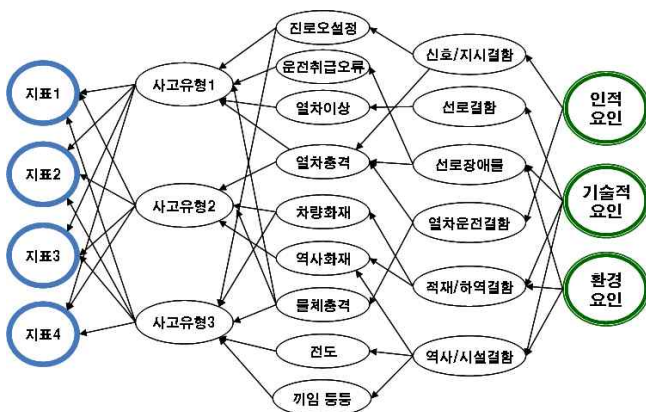 지표1
지표2
지표3
지표4
사고유형1
사고유형2
사고유형3
진로오설정
운전취급오류
열차이상
열차충격
차량화재
역사화재
물체충격
전도
끼임 등등
신호/지시결함
선로결함
선로장애물
열차운전결함
적재/하역결함
역사/시설결함
인적
요인
기술적
요인
환경
요인